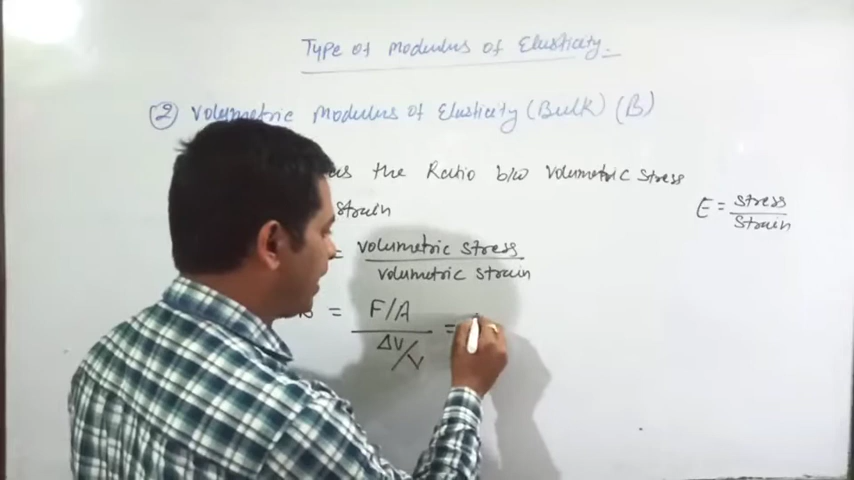 Type of modulus of Elasticity
② Volumetric Modulus of Elasticity (Bulk) (B)
as the Ratio b/w volumetric stress
strain
E = stress / strain
= volumetric stress / volumetric strain
B = F/A / ΔV/V =